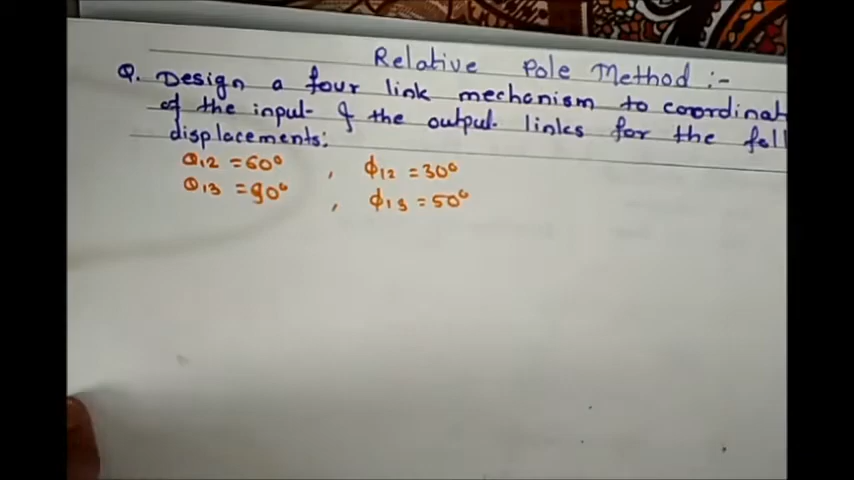 Relative Pole Method :-
Q. Design a four link mechanism to coordinat
of the input & the output links for the foll
displacements:
θ12 = 60° , ϕ12 = 30°
θ13 = 90° , ϕ13 = 50°